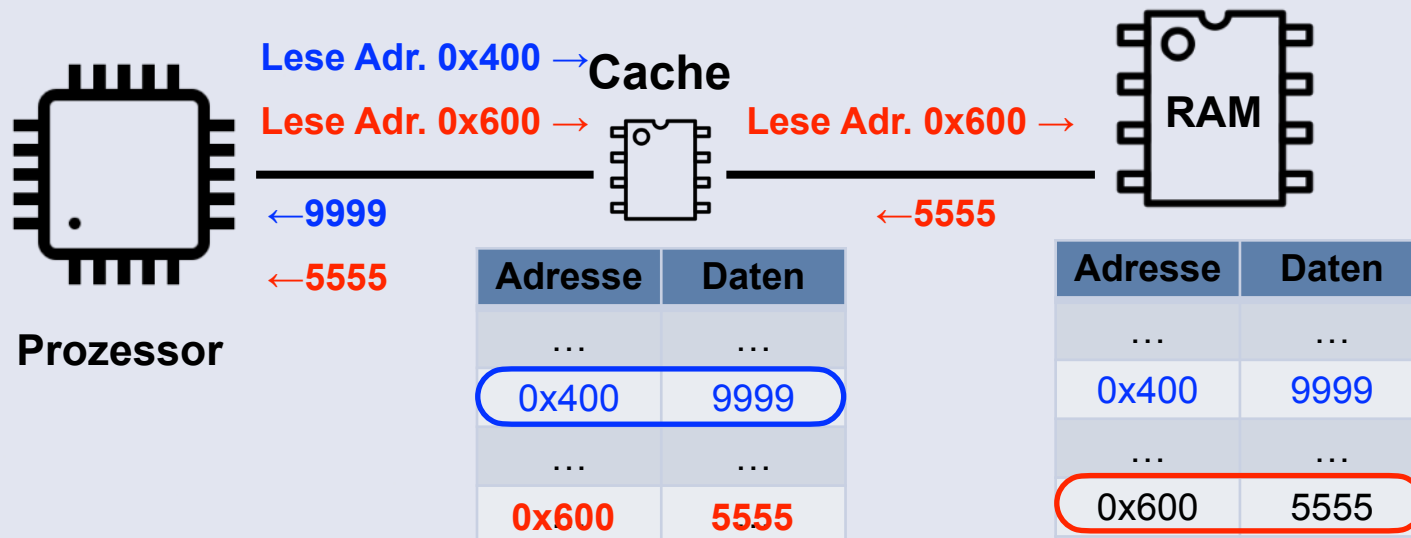 Lese Adr. 0x400 →
Cache
Lese Adr. 0x600 →
Lese Adr. 0x600 →
RAM
←9999
←5555
←5555
Prozessor
Adresse Daten
... ...
0x400 9999
... ...
0x600 5555
Adresse Daten
... ...
0x400 9999
... ...
0x600 5555